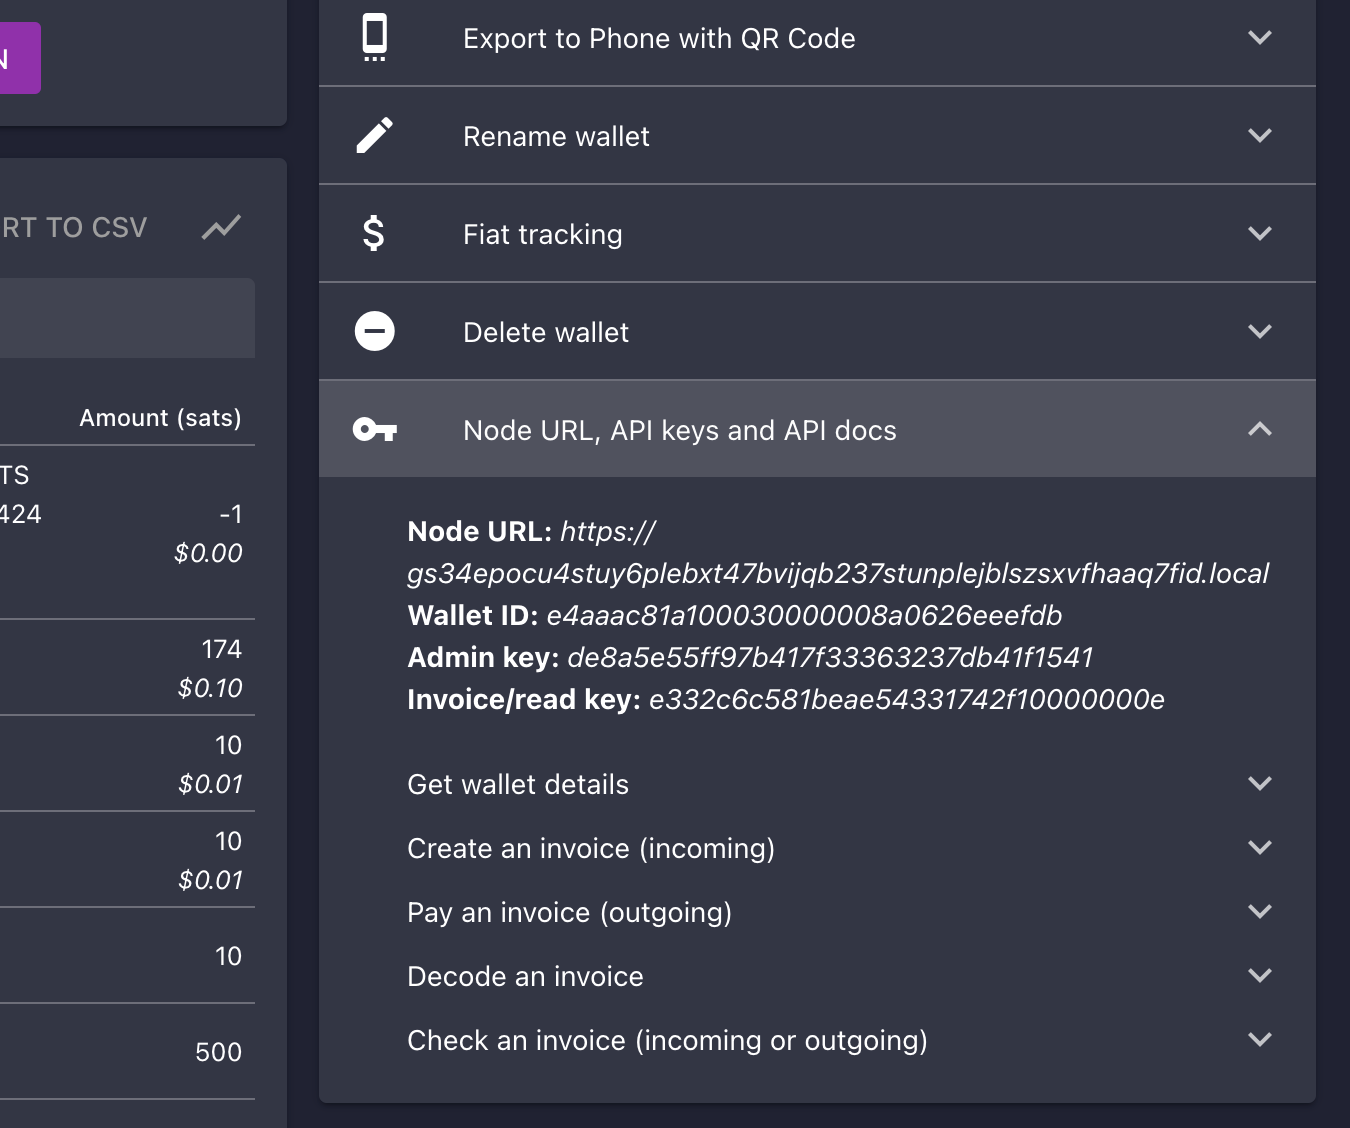 N
RT TO CSV
Amount (sats)
TS
424
-1
$0.00
174
$0.10
10
$0.01
10
$0.01
10
500
Export to Phone with QR Code
Rename wallet
Fiat tracking
Delete wallet
Node URL, API keys and API docs
Node URL: https://
gs34epocu4stuy6plebxt47bvijqb237stunplejblszsxvfhaaq7fid.local
Wallet ID: e4aaac81a100030000008a0626eeefdb
Admin key: de8a5e55ff97b417f33363237db41f1541
Invoice/read key: e332c6c581beae54331742f10000000e
Get wallet details
Create an invoice (incoming)
Pay an invoice (outgoing)
Decode an invoice
Check an invoice (incoming or outgoing)